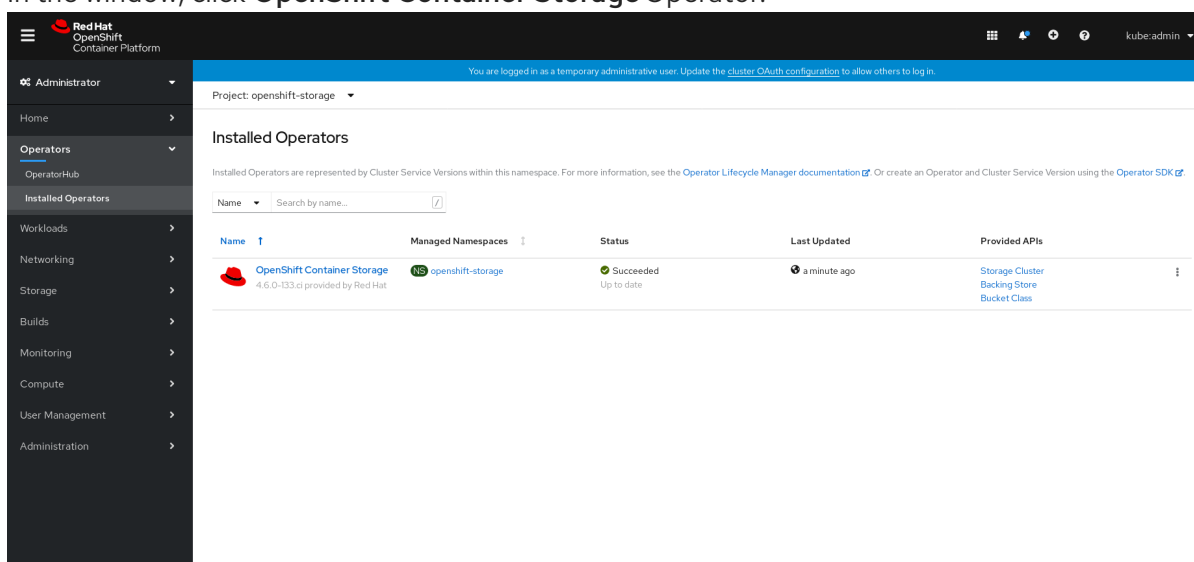 in the window, click OpenShift Container Storage Operator.
Red Hat
OpenShift
Container Platform
kube:admin
Administrator
You are logged in as a temporary administrative user. Update the cluster OAuth configuration to allow others to log in.
Project: openshift-storage
Home
Operators
OperatorHub
Installed Operators
Workloads
Networking
Storage
Builds
Monitoring
Compute
User Management
Administration
Installed Operators
Installed Operators are represented by Cluster Service Versions within this namespace. For more information, see the Operator Lifecycle Manager documentation. Or create an Operator and Cluster Service Version using the Operator SDK.
Name Search by name... /
Name Managed Namespaces Status Last Updated Provided APIs
OpenShift Container Storage NS openshift-storage Succeeded a minute ago Storage Cluster
4.6.0-133.ci provided by Red Hat Up to date Backing Store
Bucket Class